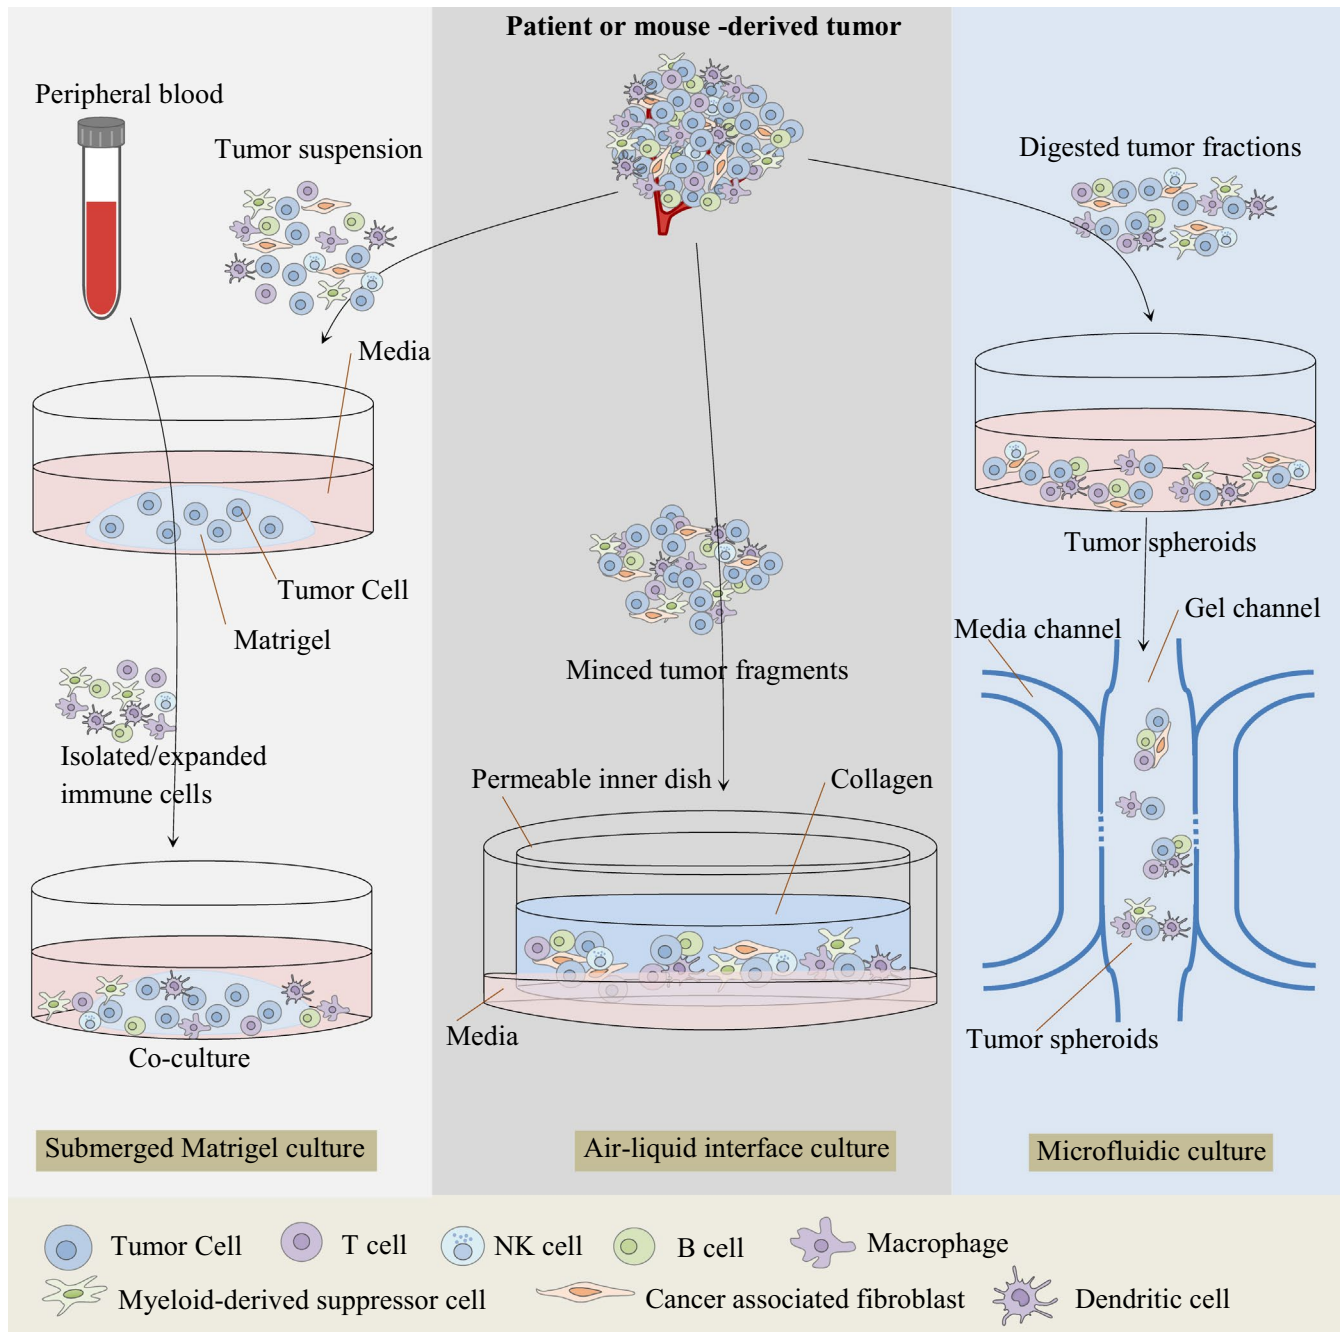 Patient or mouse -derived tumor
Peripheral blood
Tumor suspension
Media
Tumor Cell
Matrigel
Isolated/expanded
immune cells
Co-culture
Submerged Matrigel culture
Minced tumor fragments
Permeable inner dish
Collagen
Media
Air-liquid interface culture
Digested tumor fractions
Tumor spheroids
Gel channel
Media channel
Tumor spheroids
Microfluidic culture
Tumor Cell
T cell
NK cell
B cell
Macrophage
Myeloid-derived suppressor cell
Cancer associated fibroblast
Dendritic cell